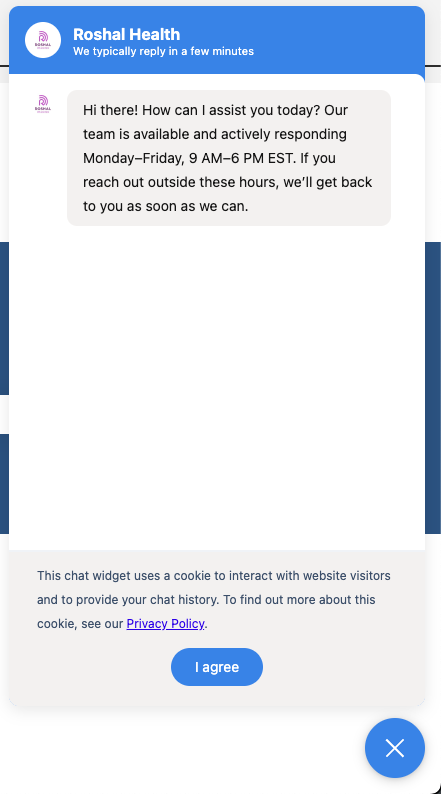 Roshal Health
We typically reply in a few minutes
ROSHAL
ROSHAL
Hi there! How can I assist you today? Our
team is available and actively responding
Monday–Friday, 9 AM–6 PM EST. If you
reach out outside these hours, we’ll get back
to you as soon as we can.
This chat widget uses a cookie to interact with website visitors
and to provide your chat history. To find out more about this
cookie, see our Privacy Policy.
I agree